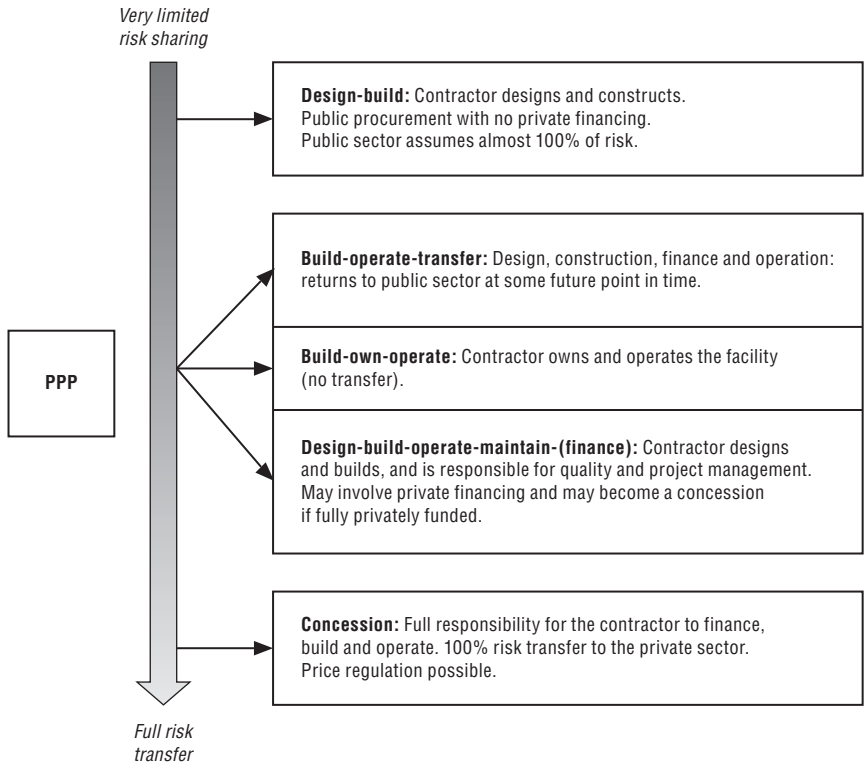 Very limited
risk sharing
Design-build: Contractor designs and constructs.
Public procurement with no private financing.
Public sector assumes almost 100% of risk.
Build-operate-transfer: Design, construction, finance and operation:
returns to public sector at some future point in time.
PPP
Build-own-operate: Contractor owns and operates the facility
(no transfer).
Design-build-operate-maintain-(finance): Contractor designs
and builds, and is responsible for quality and project management.
May involve private financing and may become a concession
if fully privately funded.
Concession: Full responsibility for the contractor to finance,
build and operate. 100% risk transfer to the private sector.
Price regulation possible.
Full risk
transfer